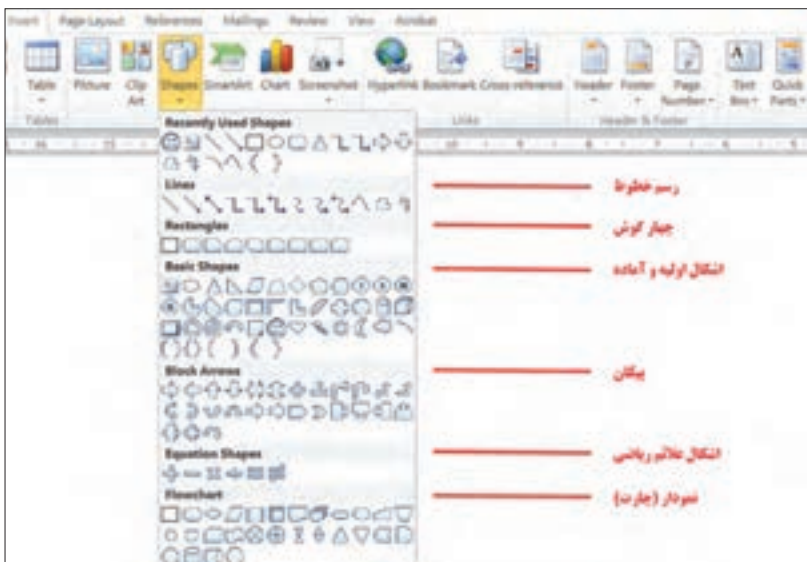 Insert Page Layout References Mailings Review View Acrobat
Table Picture Clip Art Shapes SmartArt Chart Screenshot Hyperlink Bookmark Cross-reference Header Footer Page Number Text Box Quick Parts
Tables Links Header & Footer
Recently Used Shapes
Lines
رسم خطوط
Rectangles
چهار گوش
Basic Shapes
اشکال اولیه و آماده
Block Arrows
پیکان
Equation Shapes
اشکال علائم ریاضی
Flowchart
نمودار (چارت)